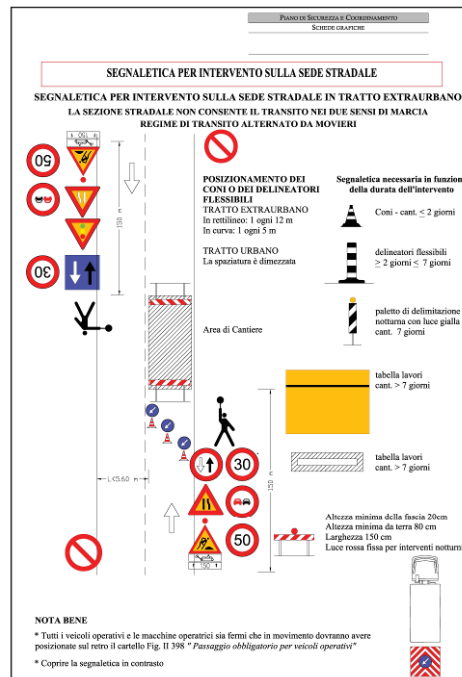 PIANO DI SICUREZZA E COORDINAMENTO
SCHEDE GRAFICHE
SEGNALETICA PER INTERVENTO SULLA SEDE STRADALE
SEGNALETICA PER INTERVENTO SULLA SEDE STRADALE IN TRATTO EXTRAURBANO
LA SEZIONE STRADALE NON CONSENTE IL TRANSITO NEI DUE SENSI DI MARCIA
REGIME DI TRANSITO ALTERNATO DA MOVIERI
150 m
50
30
150 m
POSIZIONAMENTO DEI
CONI O DEI DELINEATORI
FLESSIBILI
TRATTO EXTRAURBANO
In rettilineo: 1 ogni 12 m
In curva: 1 ogni 5 m
TRATTO URBANO
La spaziatura è dimezzata
Segnaletica necessaria in funzion
della durata dell'intervento
Coni - cant. ≤ 2 giorni
delineatori flessibili
≥ 2 giorni ≤ 7 giorni
paletto di delimitazione
notturna con luce gialla
cant. 7 giorni
Area di Cantiere
tabella lavori
cant. > 7 giorni
tabella lavori
cant. > 7 giorni
L<5.60 m
30
50
150
150 m
Altezza minima della fascia 20cm
Altezza minima da terra 80 cm
Larghezza 150 cm
Luce rossa fissa per interventi notturni
NOTA BENE
* Tutti i veicoli operativi e le macchine operatrici sia fermi che in movimento dovranno avere
posizionate sul retro il cartello Fig. II 398 "Passaggio obbligatorio per veicoli operativi"
* Coprire la segnaletica in contrasto